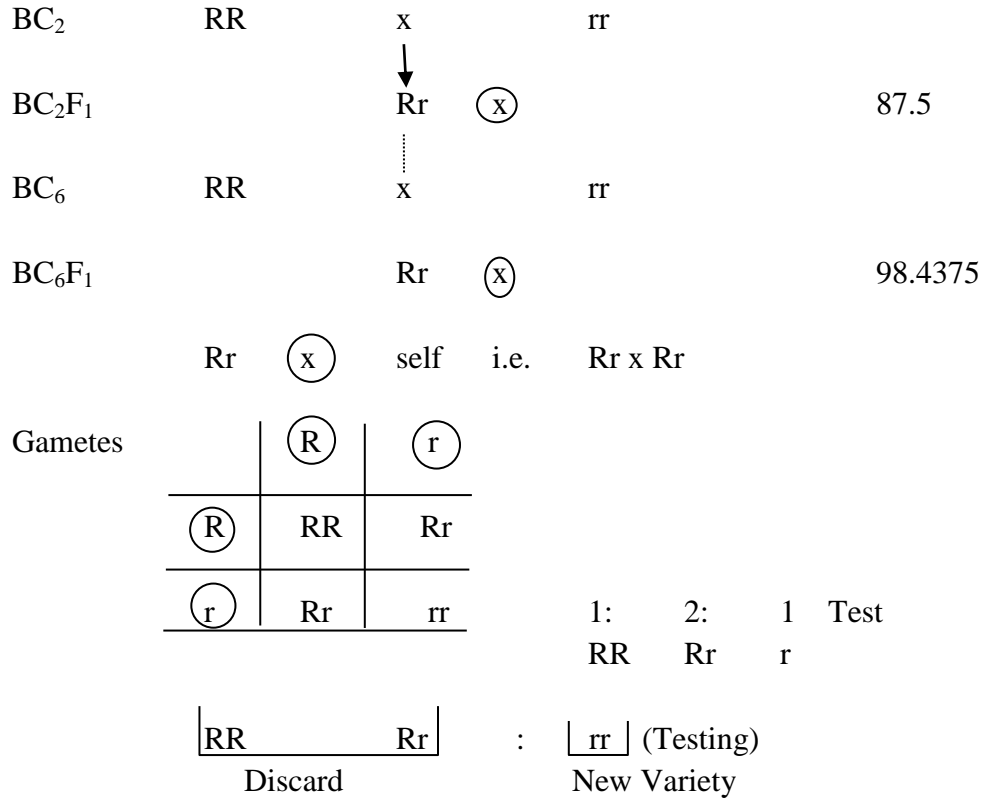 BC₂ RR x rr
BC₂F₁ Rr x 87.5
BC₆ RR x rr
BC₆F₁ Rr x 98.4375
Rr x self i.e. Rr x Rr
Gametes R r
R RR Rr
r Rr rr 1: 2: 1 Test
RR Rr r
RR Rr : rr (Testing)
Discard New Variety